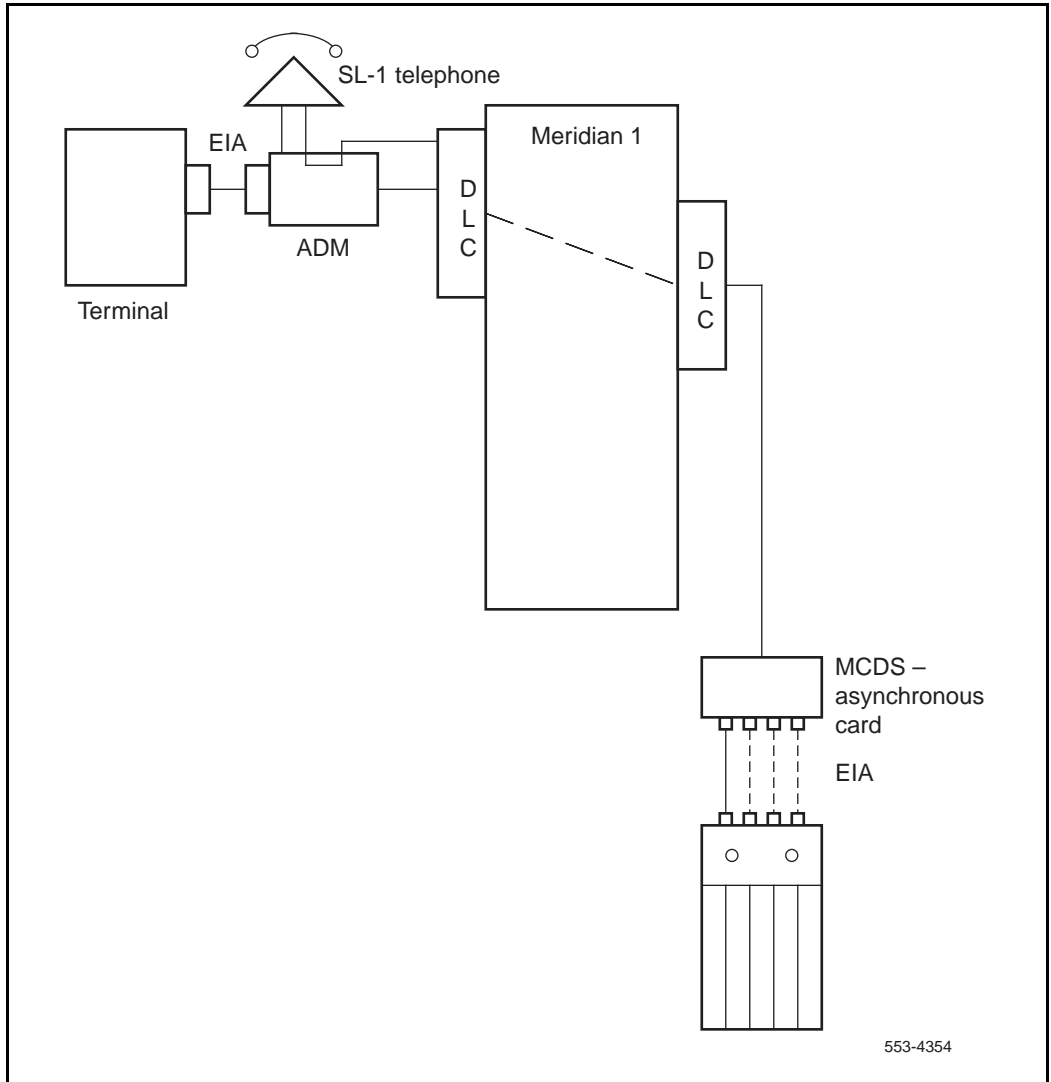 SL-1 telephone
EIA
Meridian 1
D
L
C
ADM
D
L
C
Terminal
MCDS –
asynchronous
card
EIA
553-4354